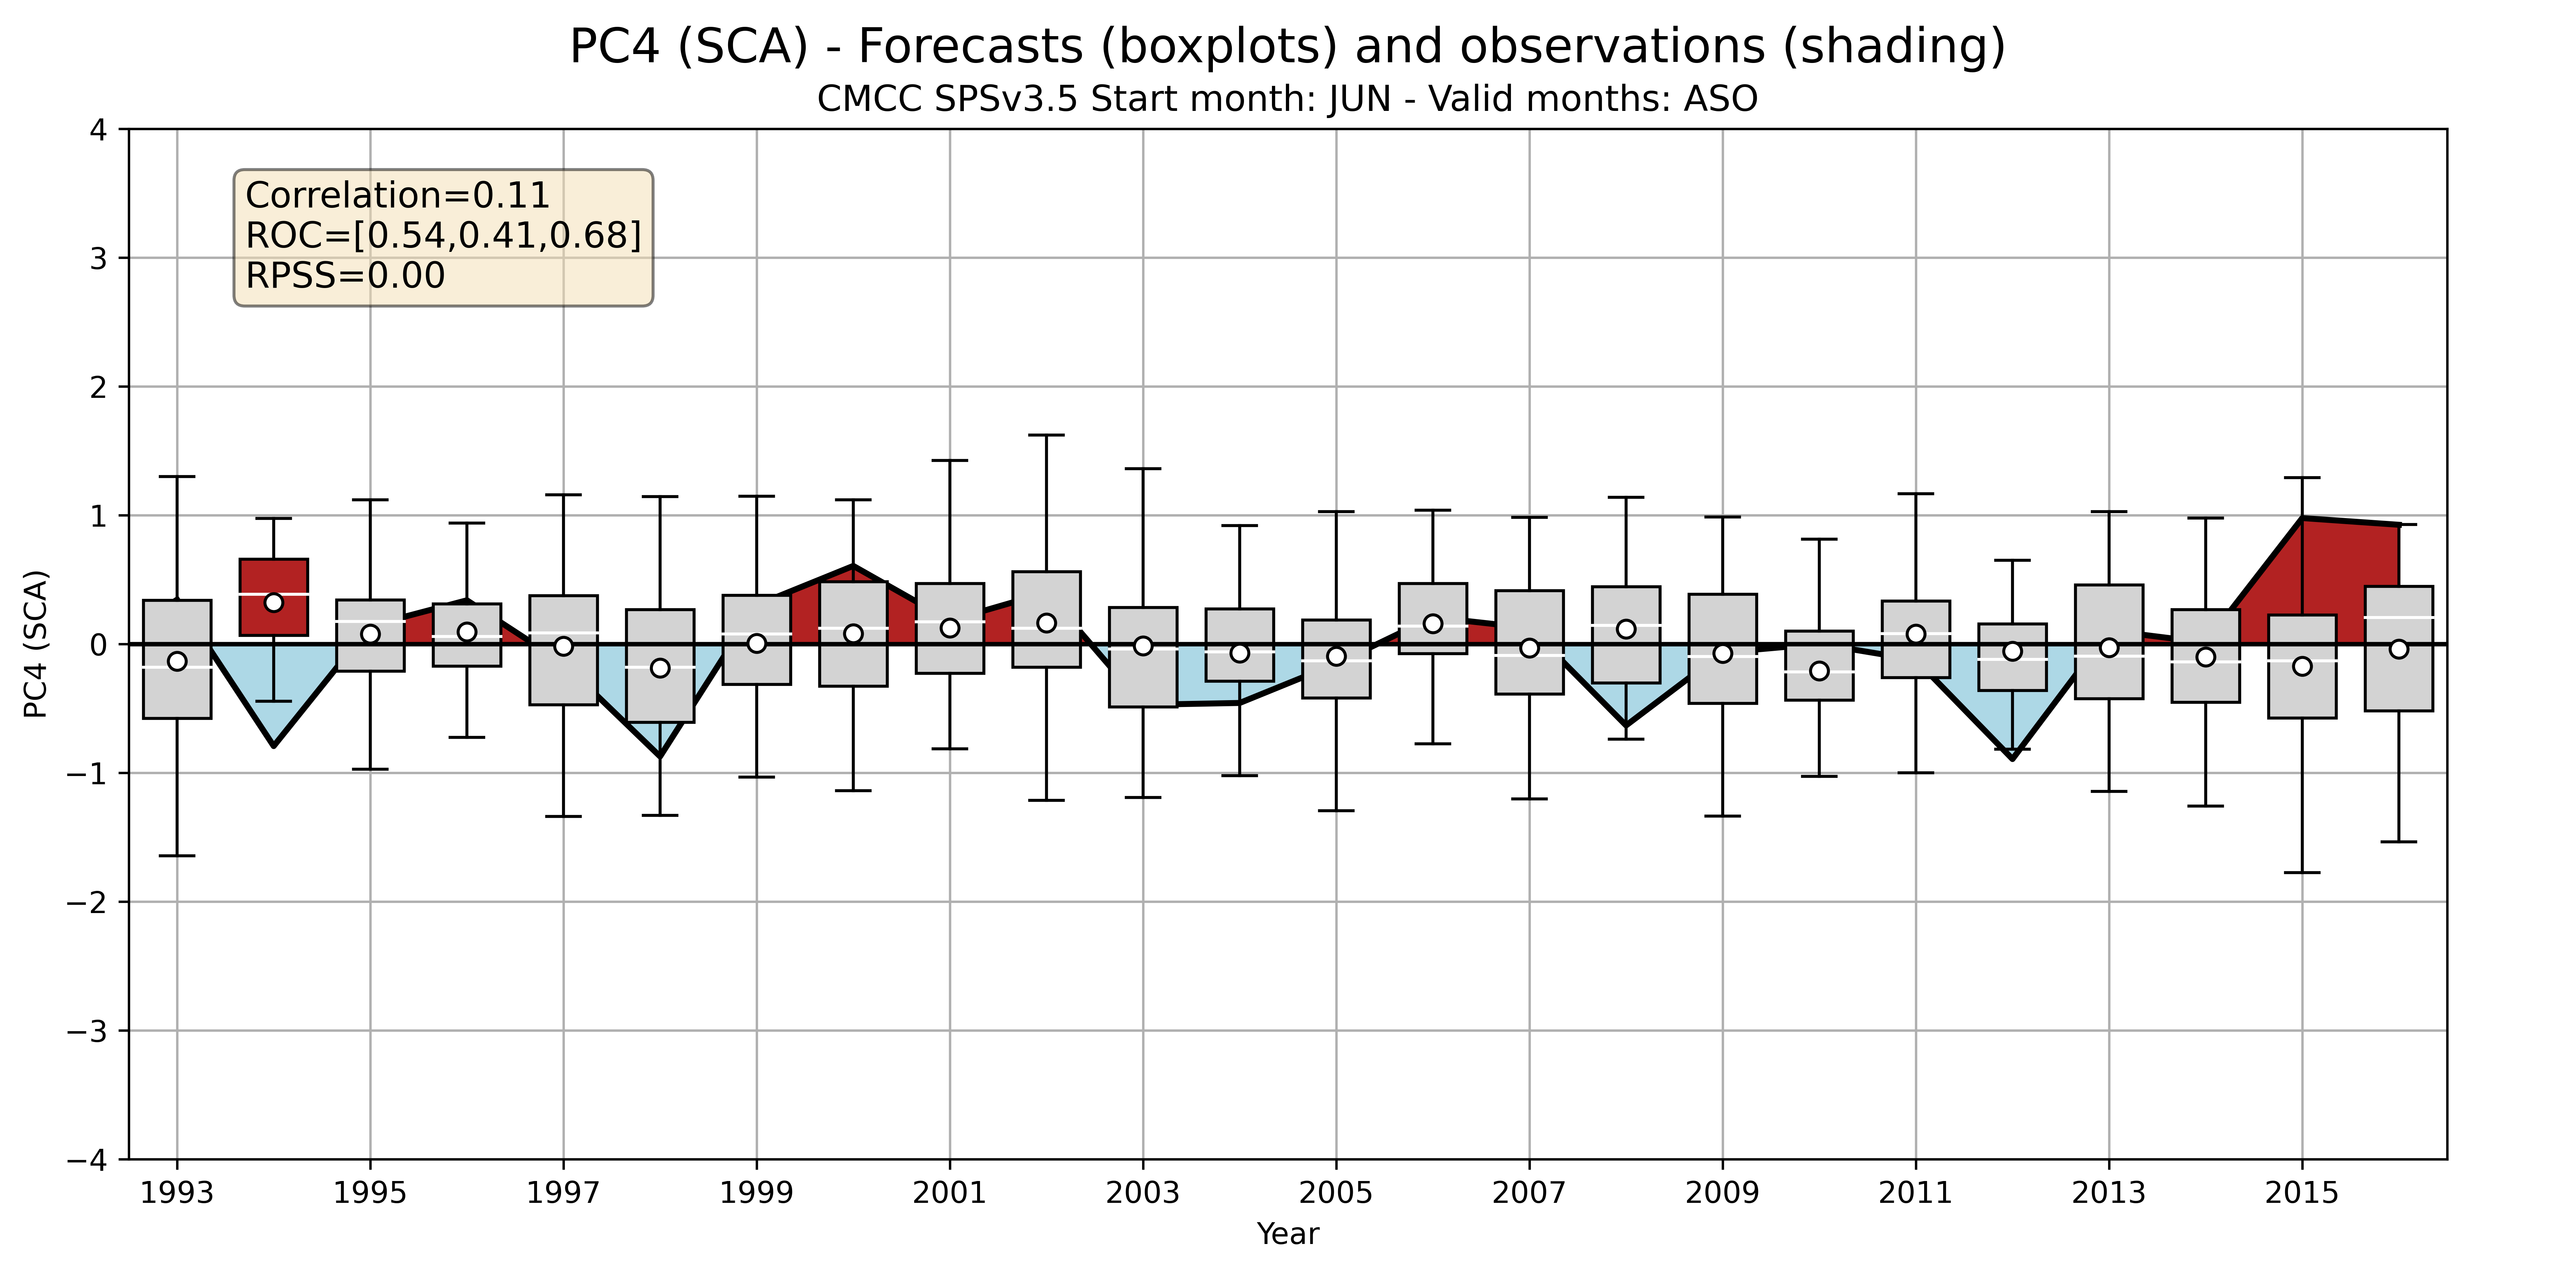 PC4 (SCA) - Forecasts (boxplots) and observations (shading)
CMCC SPSv3.5 Start month: JUN - Valid months: ASO
Correlation=0.11
ROC=[0.54,0.41,0.68]
RPSS=0.00
PC4 (SCA)
4
3
2
1
0
−1
−2
−3
−4
1993 1995 1997 1999 2001 2003 2005 2007 2009 2011 2013 2015
Year